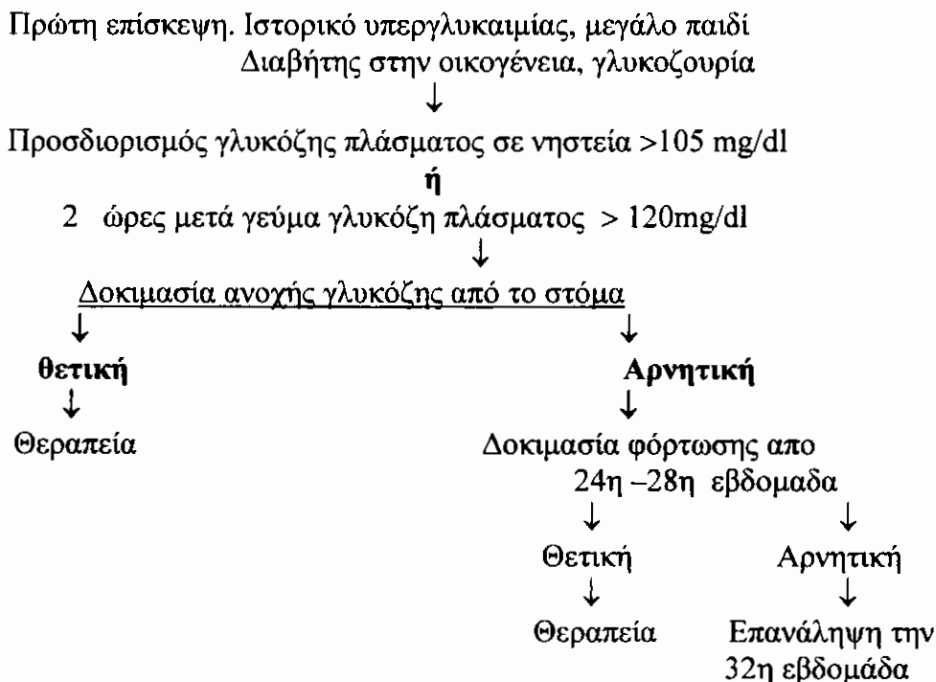 Πρώτη επίσκεψη. Ιστορικό υπεργλυκαιμίας, μεγάλο παιδί
Διαβήτης στην οικογένεια, γλυκοζουρία
↓
Προσδιορισμός γλυκόζης πλάσματος σε νηστεία >105 mg/dl
ή
2 ώρες μετά γεύμα γλυκόζη πλάσματος > 120mg/dl
↓
Δοκιμασία ανοχής γλυκόζης από το στόμα
↓ ↓
θετική Αρνητική
↓ ↓
Θεραπεία Δοκιμασία φόρτωσης απο
24η –28η εβδομαδα
↓ ↓
Θετική Αρνητική
↓ ↓
Θεραπεία Επανάληψη την
32η εβδομάδα